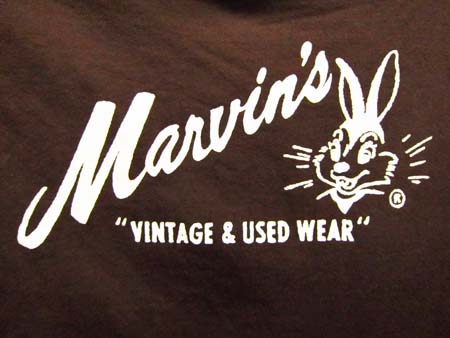 Marvin's
"VINTAGE & USED WEAR"
®